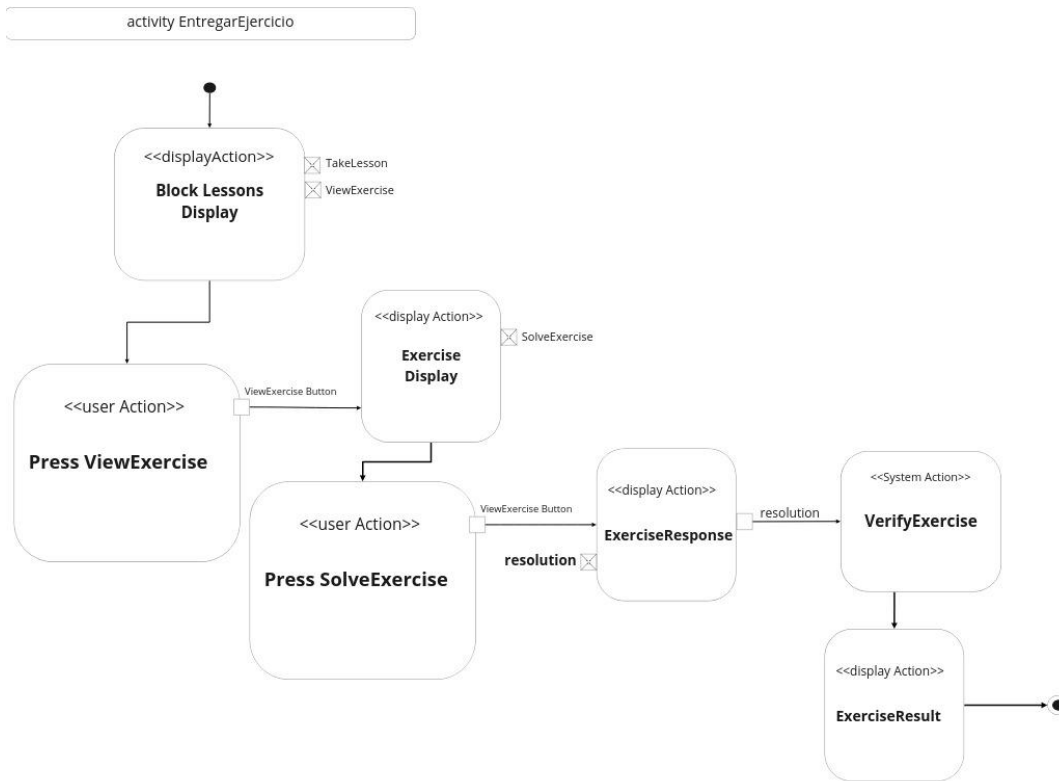 activity EntregarEjercicio
<<displayAction>>
Block Lessons
Display
TakeLesson
ViewExercise
<<user Action>>
Press ViewExercise
ViewExercise Button
<<display Action>>
Exercise
Display
SolveExercise
<<user Action>>
Press SolveExercise
ViewExercise Button
resolution
<<display Action>>
ExerciseResponse
resolution
<<System Action>>
VerifyExercise
<<display Action>>
ExerciseResult